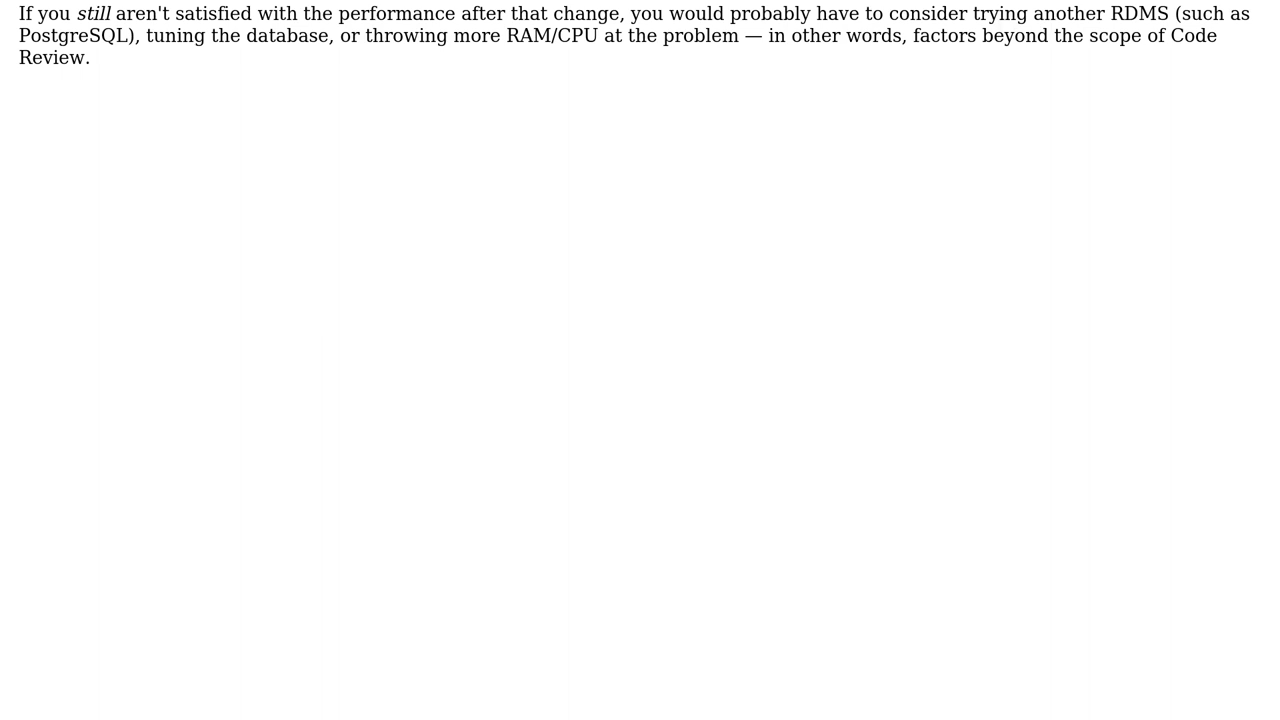 If you still aren't satisfied with the performance after that change, you would probably have to consider trying another RDMS (such as
PostgreSQL), tuning the database, or throwing more RAM/CPU at the problem — in other words, factors beyond the scope of Code
Review.